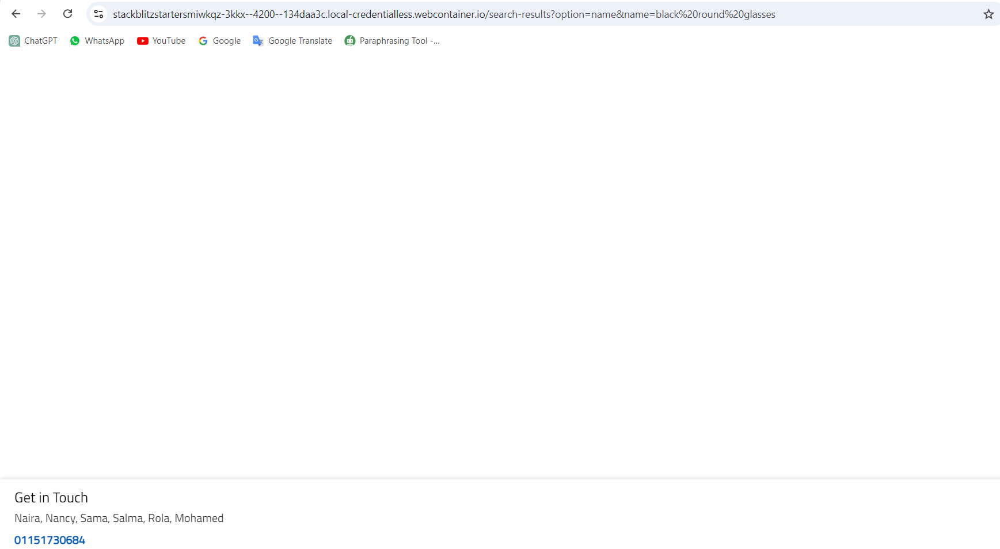 stackblitzstartersmiwkqz-3kkx--4200--134daa3c.local-credentialless.webcontainer.io/search-results?option=name&name=black%20round%20glasses
ChatGPT WhatsApp YouTube Google Google Translate Paraphrasing Tool -...
Get in Touch
Naira, Nancy, Sama, Salma, Rola, Mohamed
01151730684